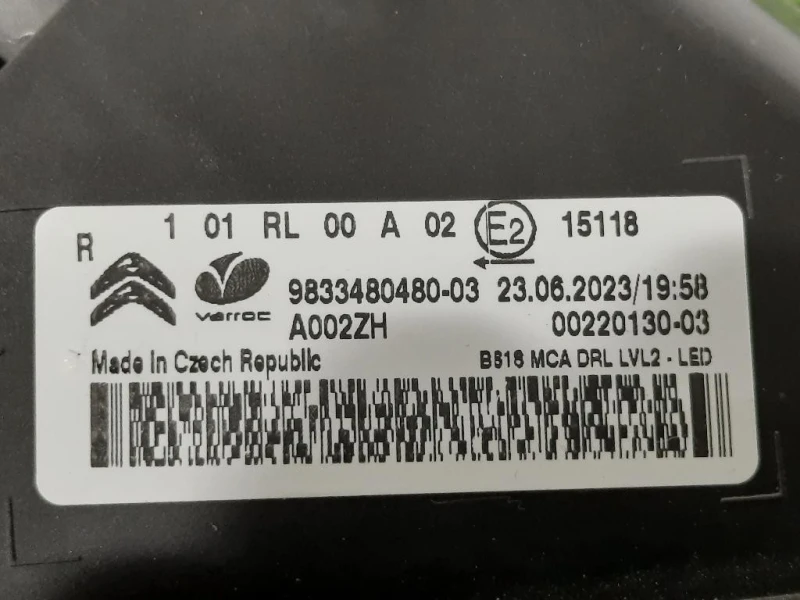 R 1 01 RL 00 A 02 E2 15118
varroc 9833480480-03 23.06.2023/19:58
A002ZH 00220130-03
Made in Czech Republic B618 MCA DRL LVL2 - LED